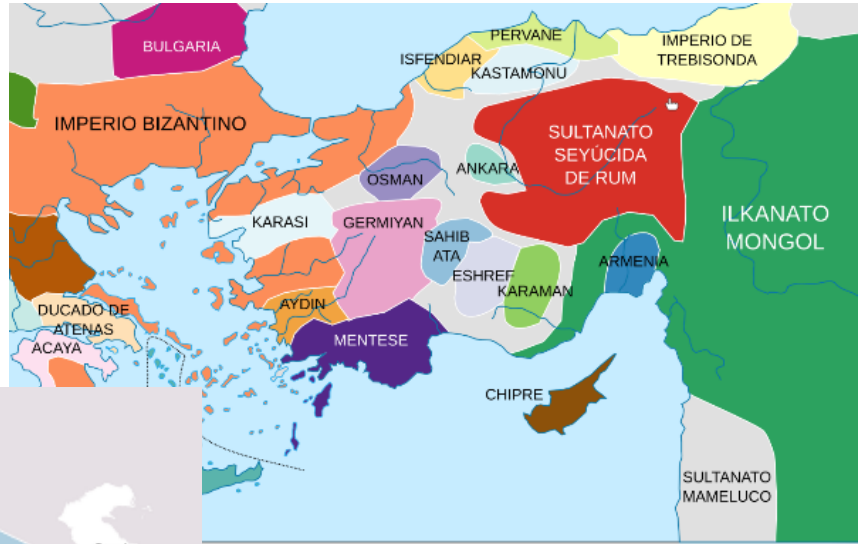 PERVANE
BULGARIA
IMPERIO DE
TREBISONDA
ISFENDIAR
KASTAMONU
IMPERIO BIZANTINO
SULTANATO
SEYÚCIDA
DE RUM
ANKARA
OSMAN
KARASI
GERMIYAN
ILKANATO
MONGOL
SAHIB
ATA
ARMENIA
ESHREF
KARAMAN
AYDIN
DUCADO DE
ATENAS
MENTESE
ACAYA
CHIPRE
SULTANATO
MAMELUCO